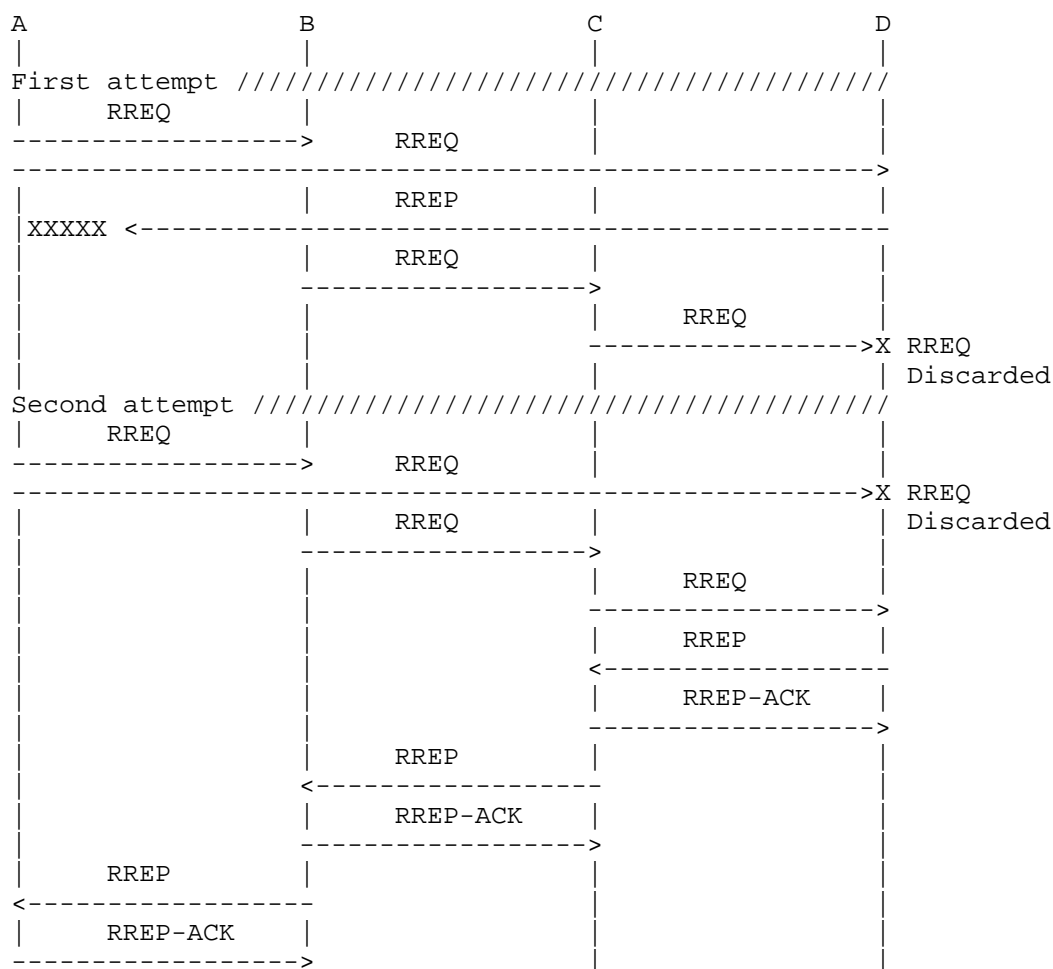 A B C D
First attempt /////////////////////////////////////////
RREQ
RREQ
RREP
XXXXX
RREQ
RREQ
X RREQ
Discarded
Second attempt ////////////////////////////////////////
RREQ
RREQ
X RREQ
RREQ Discarded
RREQ
RREP
RREP-ACK
RREP
RREP-ACK
RREP
RREP-ACK